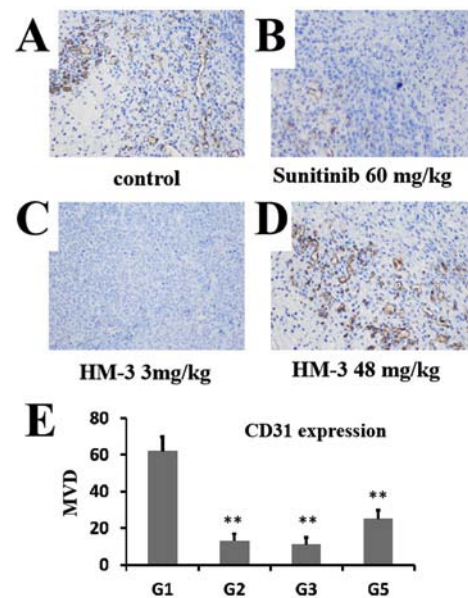 A
B
control
Sunitinib 60 mg/kg
C
D
HM-3 3mg/kg
HM-3 48 mg/kg
E
CD31 expression
MVD
80
60
40
20
0
**
**
**
G1
G2
G3
G5